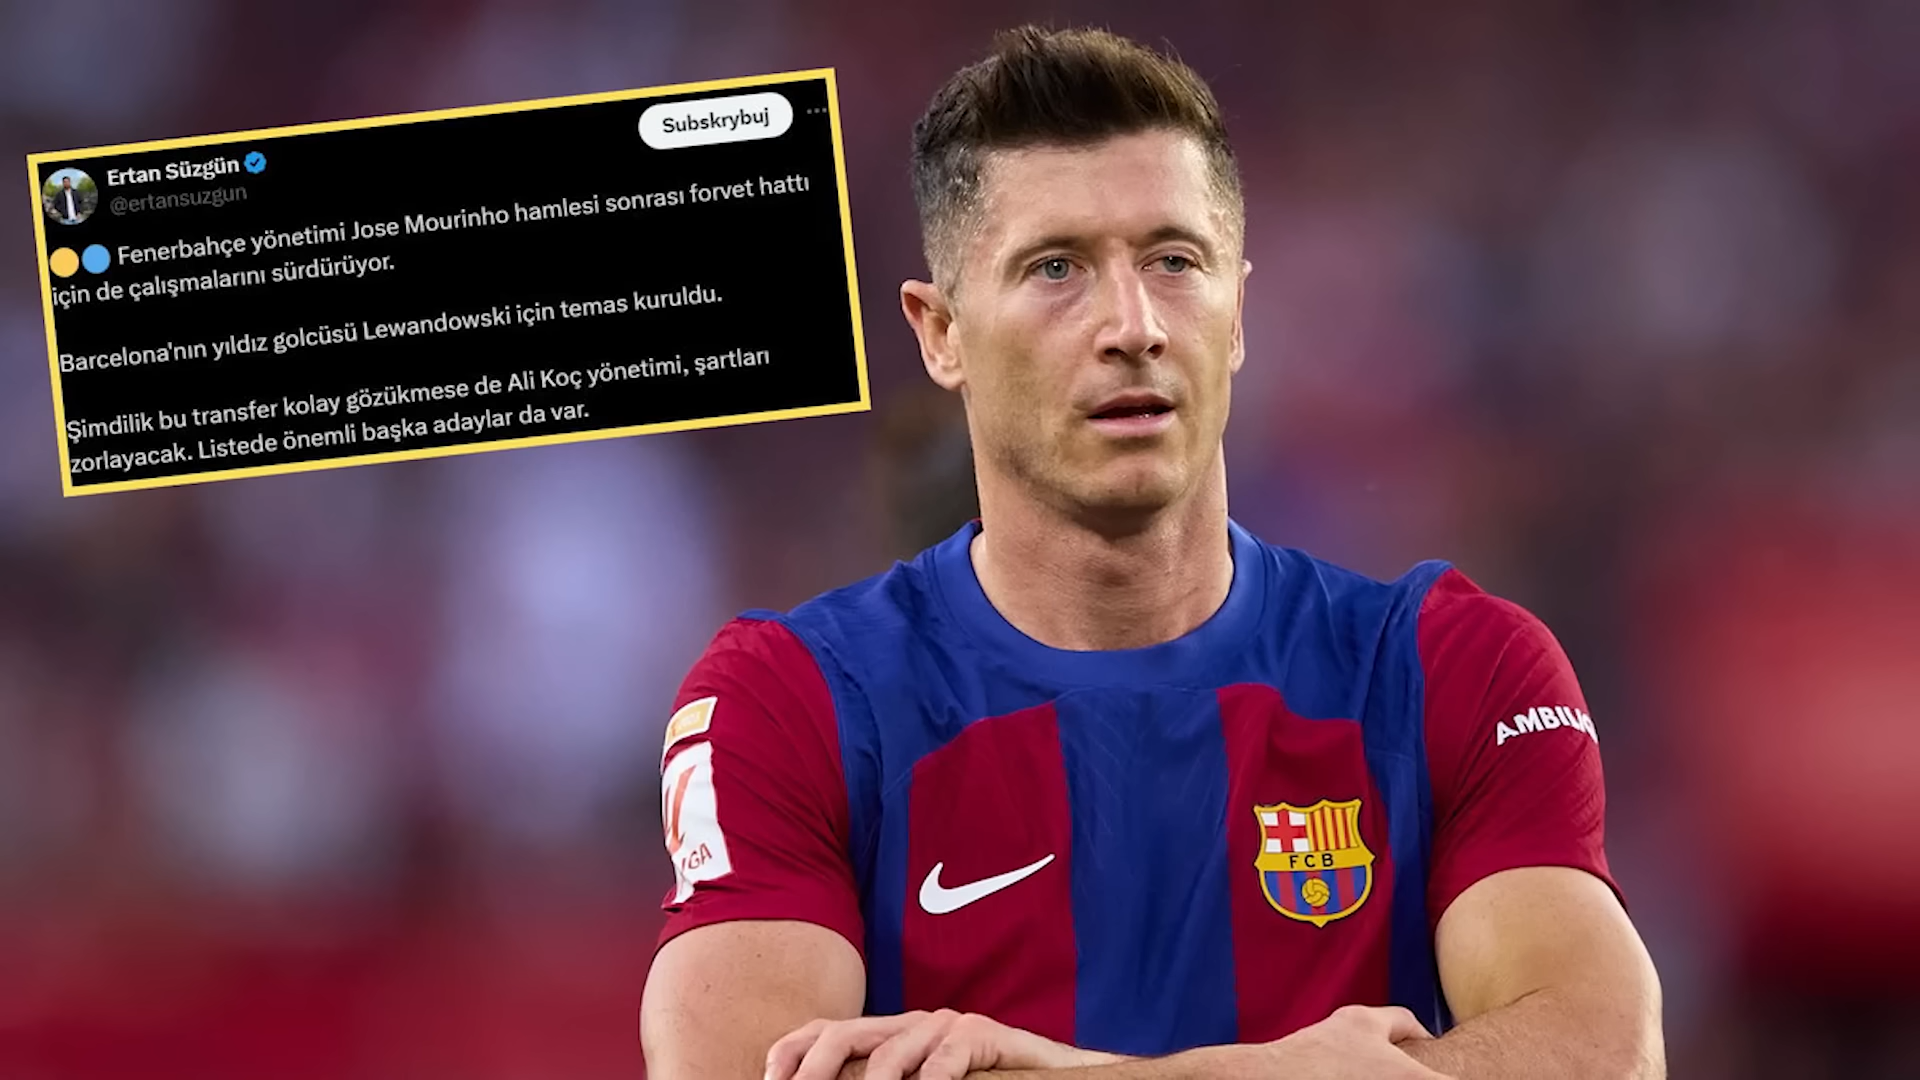 Subskrybuj
Ertan Süzgün
@ertansuzgun
Fenerbahçe yönetimi Jose Mourinho hamlesi sonrası forvet hattı
için de çalışmalarını sürdürüyor.
Barcelona'nın yıldız golcüsü Lewandowski için temas kuruldu.
Şimdilik bu transfer kolay gözükmese de Ali Koç yönetimi, şartları
zorlayacak. Listede önemli başka adaylar da var.
FCB